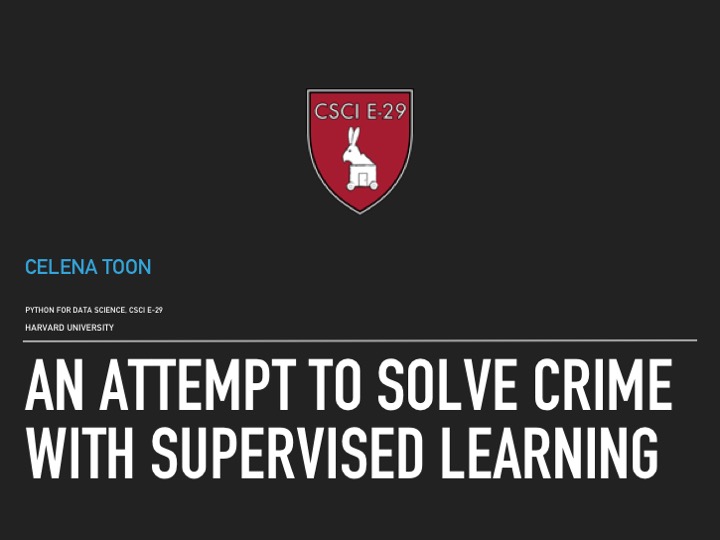 CSCI E-29
CELENA TOON
PYTHON FOR DATA SCIENCE, CSCI E-29
HARVARD UNIVERSITY
AN ATTEMPT TO SOLVE CRIME
WITH SUPERVISED LEARNING